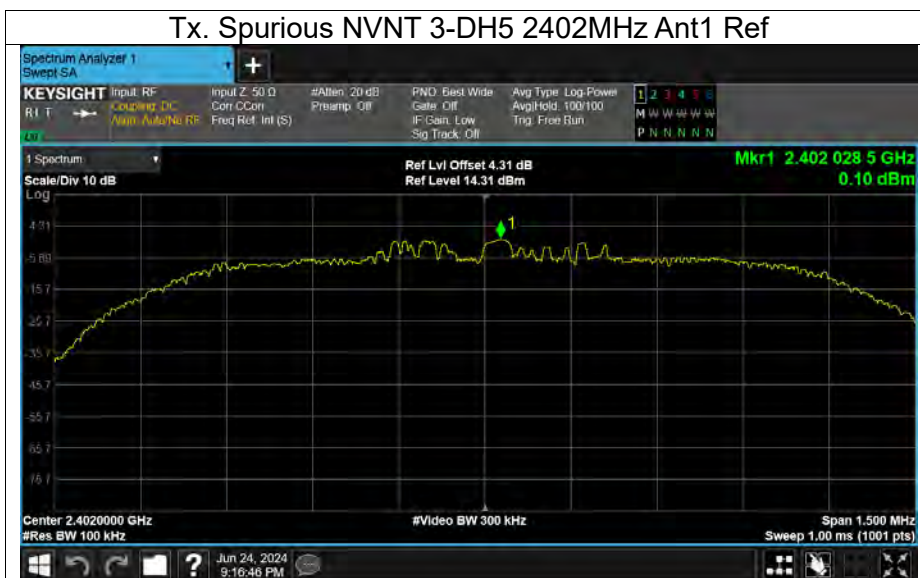 Tx. Spurious NVNT 3-DH5 2402MHz Ant1 Ref
Spectrum Analyzer 1
Swept SA
+
KEYSIGHT Input: RF Input Z: 50 Ω #Atten: 20 dB PNO: Best Wide Avg Type: Log-Power 1 2 3 4 5 6
RL T Coupling: DC Corr CCorr Preamp: Off Gate: Off Avg|Hold: 100/100 M W W W W W
Align: Auto/No RF Freq Ref: Int (S) IF Gain: Low Trig: Free Run
Sig Track: Off P N N N N N
1 Spectrum Ref Lvl Offset 4.31 dB Mkr1 2.402 028 5 GHz
Scale/Div 10 dB Ref Level 14.31 dBm 0.10 dBm
Log
4.31
1
-5.69
-15.7
-25.7
-35.7
-45.7
-55.7
-65.7
-75.7
Center 2.4020000 GHz #Video BW 300 kHz Span 1.500 MHz
#Res BW 100 kHz Sweep 1.00 ms (1001 pts)
? Jun 24, 2024
9:16:46 PM